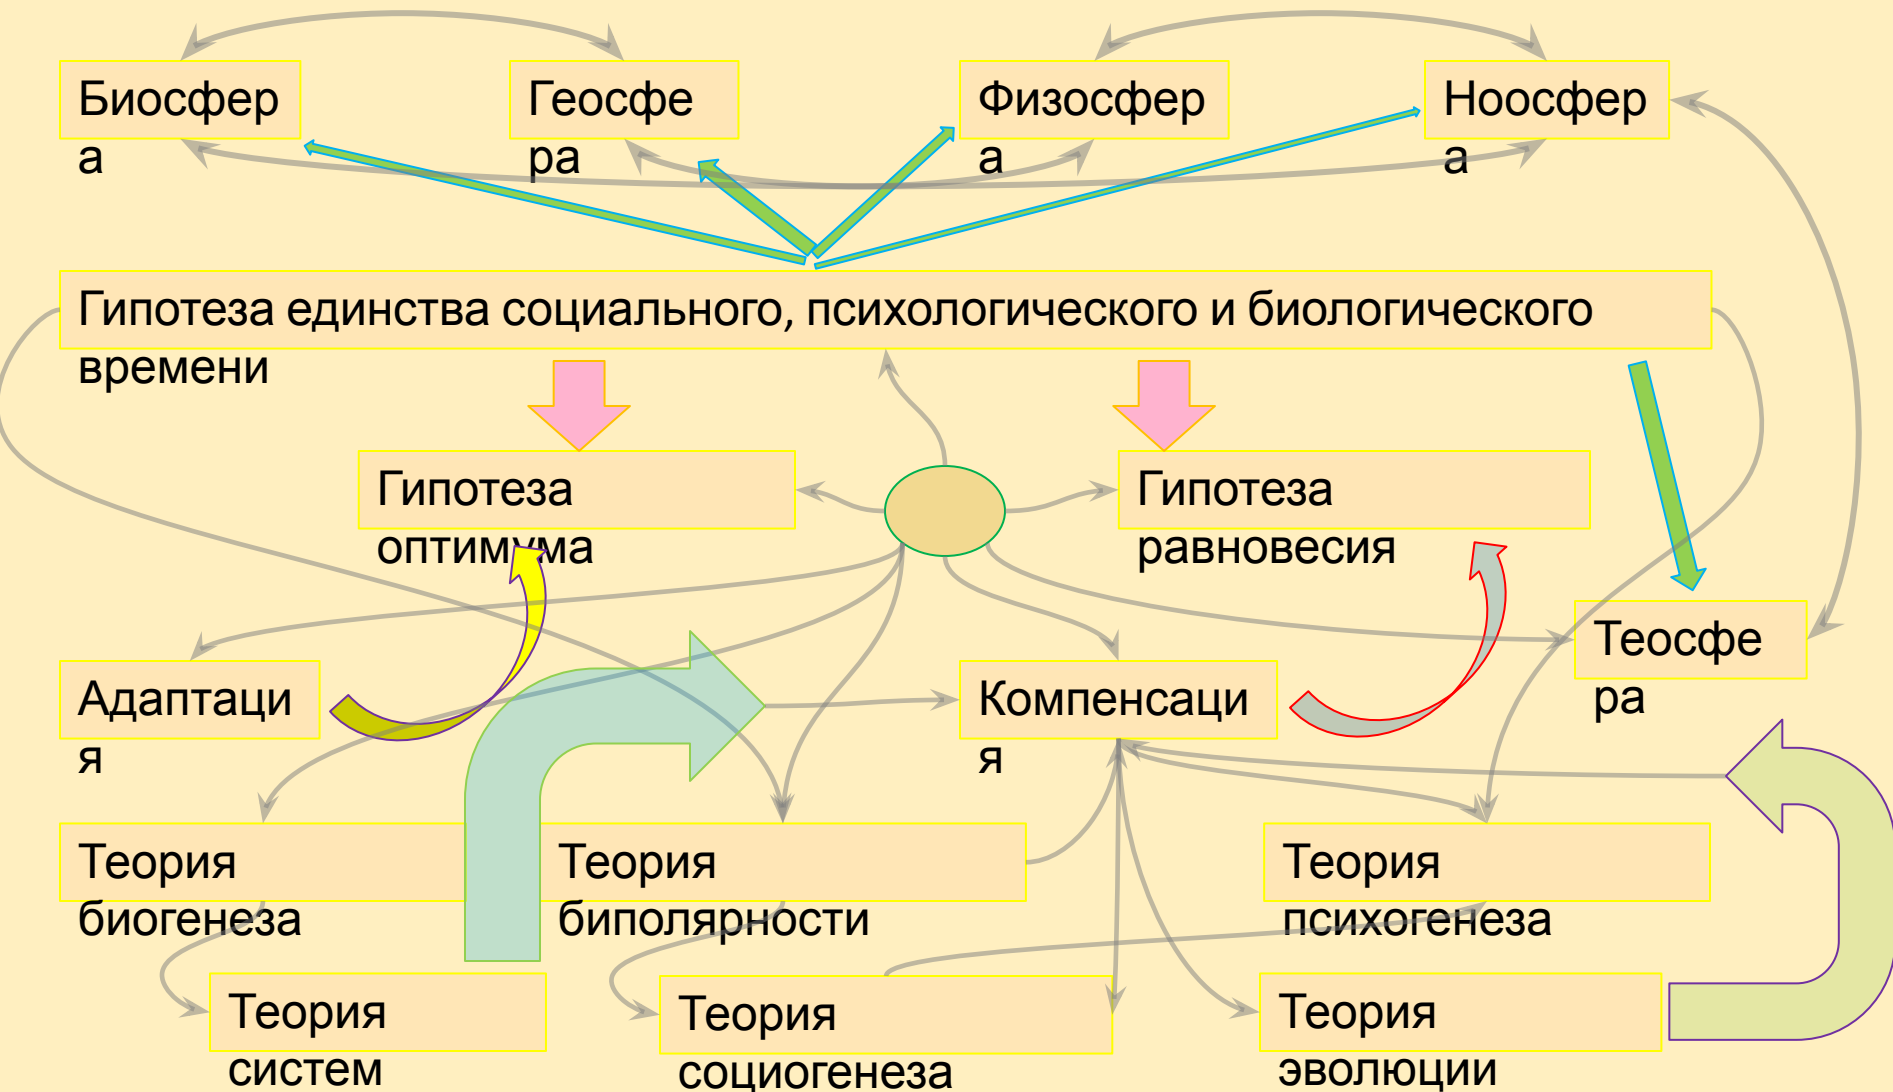 Биосфер
а
Геосфе
ра
Физосфер
а
Ноосфер
а
Гипотеза единства социального, психологического и биологического
времени
Гипотеза
оптимума
Гипотеза
равновесия
Теосфе
ра
Адаптаци
я
Компенсаци
я
Теория
биогенеза
Теория
биполярности
Теория
психогенеза
Теория
систем
Теория
социогенеза
Теория
эволюции